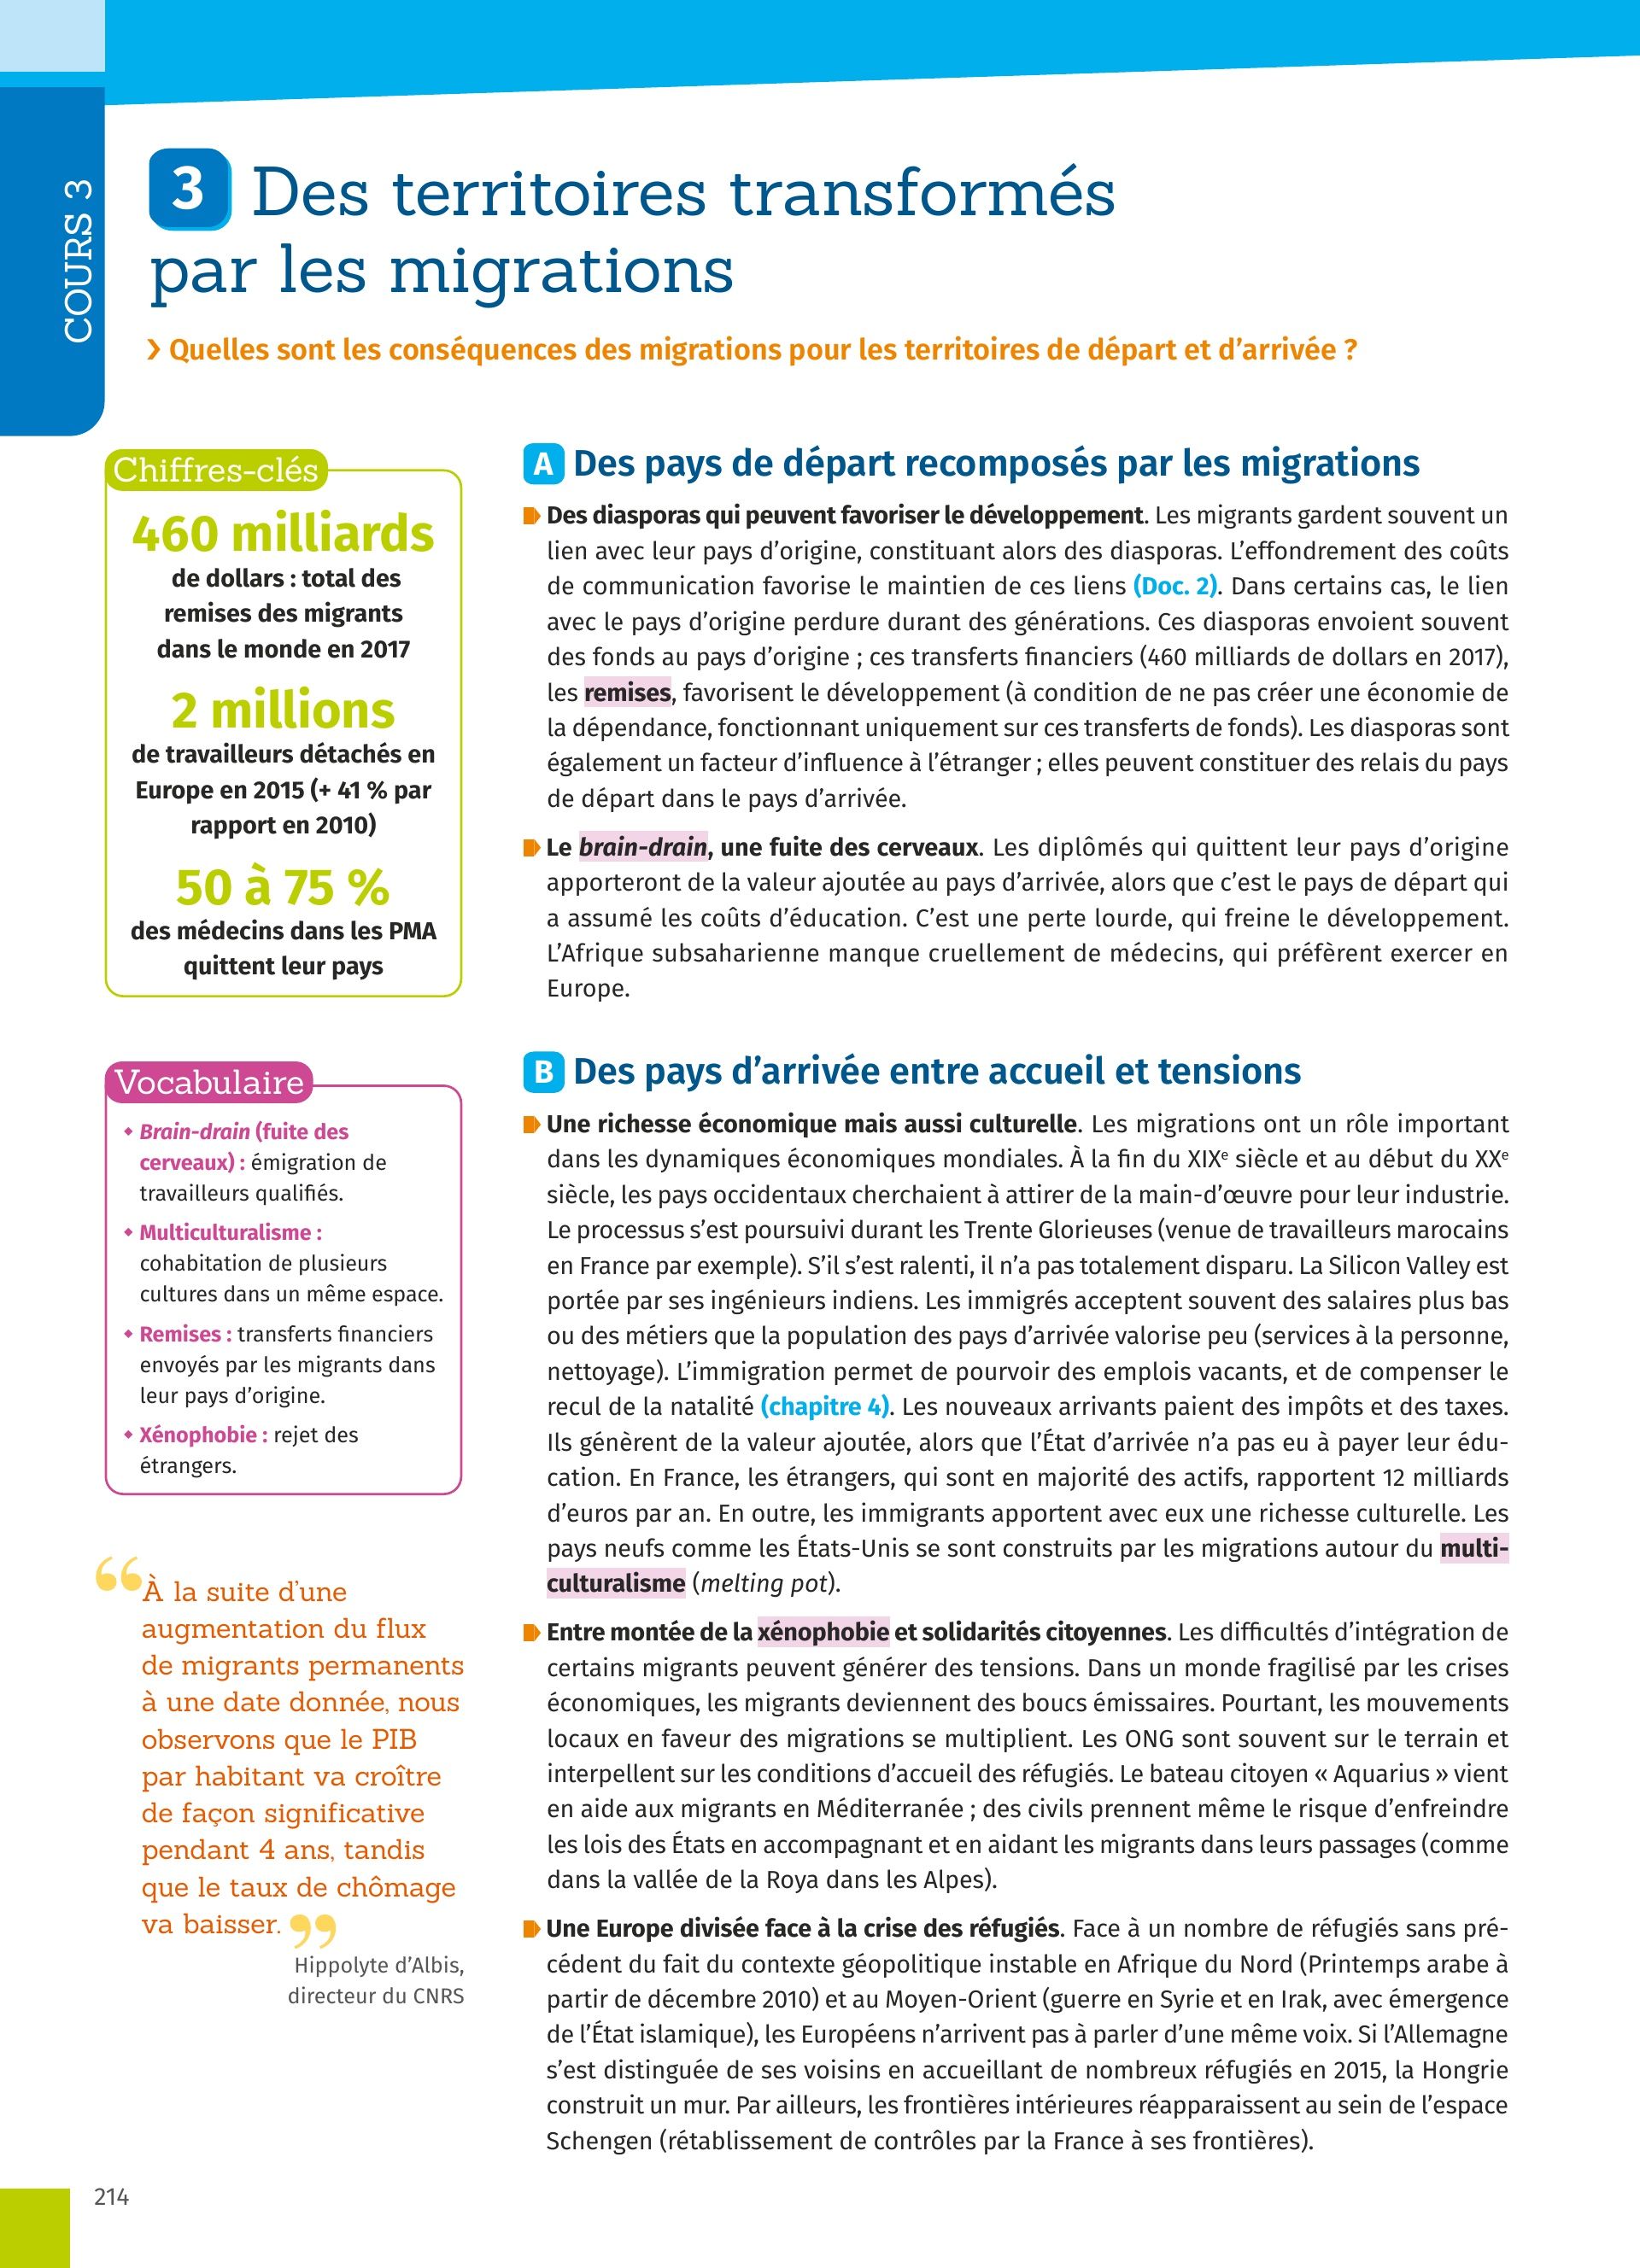 COURS 3
3 Des territoires transformés
par les migrations
› Quelles sont les conséquences des migrations pour les territoires de départ et d’arrivée ?
Chiffres-clés
460 milliards
de dollars : total des
remises des migrants
dans le monde en 2017
2 millions
de travailleurs détachés en
Europe en 2015 (+ 41 % par
rapport en 2010)
50 à 75 %
des médecins dans les PMA
quittent leur pays
Vocabulaire
Brain-drain (fuite des
cerveaux) : émigration de
travailleurs qualifiés.
Multiculturalisme :
cohabitation de plusieurs
cultures dans un même espace.
Remises : transferts financiers
envoyés par les migrants dans
leur pays d’origine.
Xénophobie : rejet des
étrangers.
“ À la suite d’une
augmentation du flux
de migrants permanents
à une date donnée, nous
observons que le PIB
par habitant va croître
de façon significative
pendant 4 ans, tandis
que le taux de chômage
va baisser. ”
Hippolyte d’Albis,
directeur du CNRS
A Des pays de départ recomposés par les migrations
Des diasporas qui peuvent favoriser le développement. Les migrants gardent souvent un
lien avec leur pays d’origine, constituant alors des diasporas. L’effondrement des coûts
de communication favorise le maintien de ces liens (Doc. 2). Dans certains cas, le lien
avec le pays d’origine perdure durant des générations. Ces diasporas envoient souvent
des fonds au pays d’origine ; ces transferts financiers (460 milliards de dollars en 2017),
les remises, favorisent le développement (à condition de ne pas créer une économie de
la dépendance, fonctionnant uniquement sur ces transferts de fonds). Les diasporas sont
également un facteur d’influence à l’étranger ; elles peuvent constituer des relais du pays
de départ dans le pays d’arrivée.
Le brain-drain, une fuite des cerveaux. Les diplômés qui quittent leur pays d’origine
apporteront de la valeur ajoutée au pays d’arrivée, alors que c’est le pays de départ qui
a assumé les coûts d’éducation. C’est une perte lourde, qui freine le développement.
L’Afrique subsaharienne manque cruellement de médecins, qui préfèrent exercer en
Europe.
B Des pays d’arrivée entre accueil et tensions
Une richesse économique mais aussi culturelle. Les migrations ont un rôle important
dans les dynamiques économiques mondiales. À la fin du XIXe siècle et au début du XXe
siècle, les pays occidentaux cherchaient à attirer de la main-d’œuvre pour leur industrie.
Le processus s’est poursuivi durant les Trente Glorieuses (venue de travailleurs marocains
en France par exemple). S’il s’est ralenti, il n’a pas totalement disparu. La Silicon Valley est
portée par ses ingénieurs indiens. Les immigrés acceptent souvent des salaires plus bas
ou des métiers que la population des pays d’arrivée valorise peu (services à la personne,
nettoyage). L’immigration permet de pourvoir des emplois vacants, et de compenser le
recul de la natalité (chapitre 4). Les nouveaux arrivants paient des impôts et des taxes.
Ils génèrent de la valeur ajoutée, alors que l’État d’arrivée n’a pas eu à payer leur édu-
cation. En France, les étrangers, qui sont en majorité des actifs, rapportent 12 milliards
d’euros par an. En outre, les immigrants apportent avec eux une richesse culturelle. Les
pays neufs comme les États-Unis se sont construits par les migrations autour du multi-
culturalisme (melting pot).
Entre montée de la xénophobie et solidarités citoyennes. Les difficultés d’intégration de
certains migrants peuvent générer des tensions. Dans un monde fragilisé par les crises
économiques, les migrants deviennent des boucs émissaires. Pourtant, les mouvements
locaux en faveur des migrations se multiplient. Les ONG sont souvent sur le terrain et
interpellent sur les conditions d’accueil des réfugiés. Le bateau citoyen « Aquarius » vient
en aide aux migrants en Méditerranée ; des civils prennent même le risque d’enfreindre
les lois des États en accompagnant et en aidant les migrants dans leurs passages (comme
dans la vallée de la Roya dans les Alpes).
Une Europe divisée face à la crise des réfugiés. Face à un nombre de réfugiés sans pré-
cédent du fait du contexte géopolitique instable en Afrique du Nord (Printemps arabe à
partir de décembre 2010) et au Moyen-Orient (guerre en Syrie et en Irak, avec émergence
de l’État islamique), les Européens n’arrivent pas à parler d’une même voix. Si l’Allemagne
s’est distinguée de ses voisins en accueillant de nombreux réfugiés en 2015, la Hongrie
construit un mur. Par ailleurs, les frontières intérieures réapparaissent au sein de l’espace
Schengen (rétablissement de contrôles par la France à ses frontières).
214